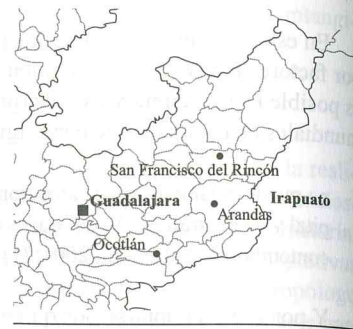 San Francisco del Rincón
Guadalajara
Irapuato
Arandas
Ocotlán